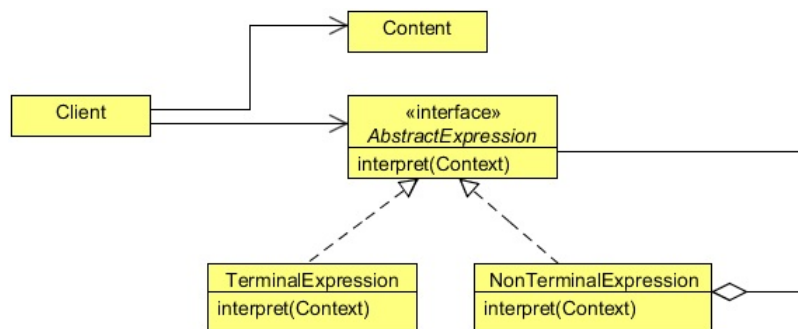 Content
Client
«interface»
AbstractExpression
interpret(Context)
TerminalExpression
interpret(Context)
NonTerminalExpression
interpret(Context)